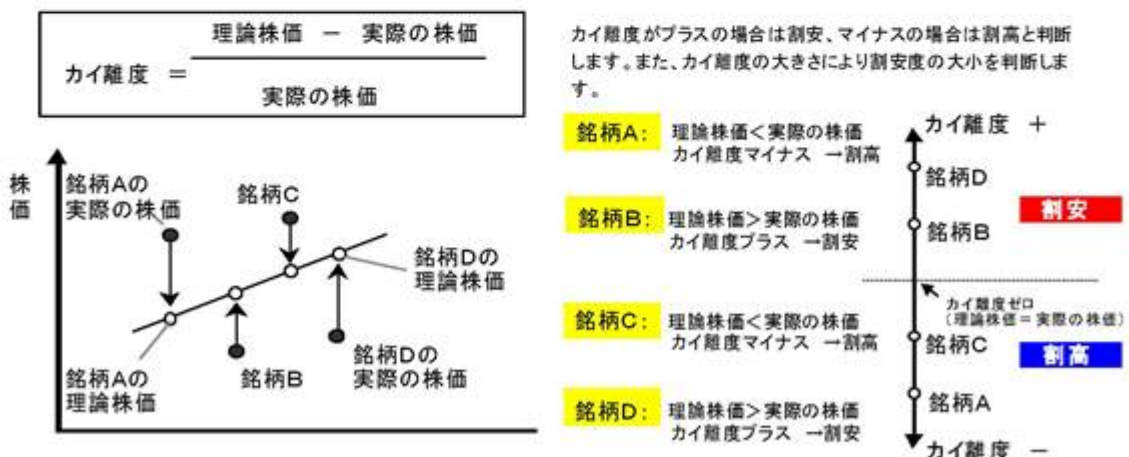 理論株価 － 実際の株価
カイ離度 ＝
実際の株価
株価
銘柄Aの
実際の株価
銘柄C
銘柄Dの
理論株価
銘柄Aの
理論株価
銘柄B
銘柄Dの
実際の株価
カイ離度がプラスの場合は割安、マイナスの場合は割高と判断
します。また、カイ離度の大きさにより割安度の大小を判断しま
す。
銘柄A： 理論株価＜実際の株価
カイ離度マイナス →割高
銘柄B： 理論株価＞実際の株価
カイ離度プラス →割安
銘柄C： 理論株価＜実際の株価
カイ離度マイナス →割高
銘柄D： 理論株価＞実際の株価
カイ離度プラス →割安
カイ離度 ＋
銘柄D
割安
銘柄B
カイ離度ゼロ
（理論株価＝実際の株価）
銘柄C
割高
銘柄A
カイ離度 －